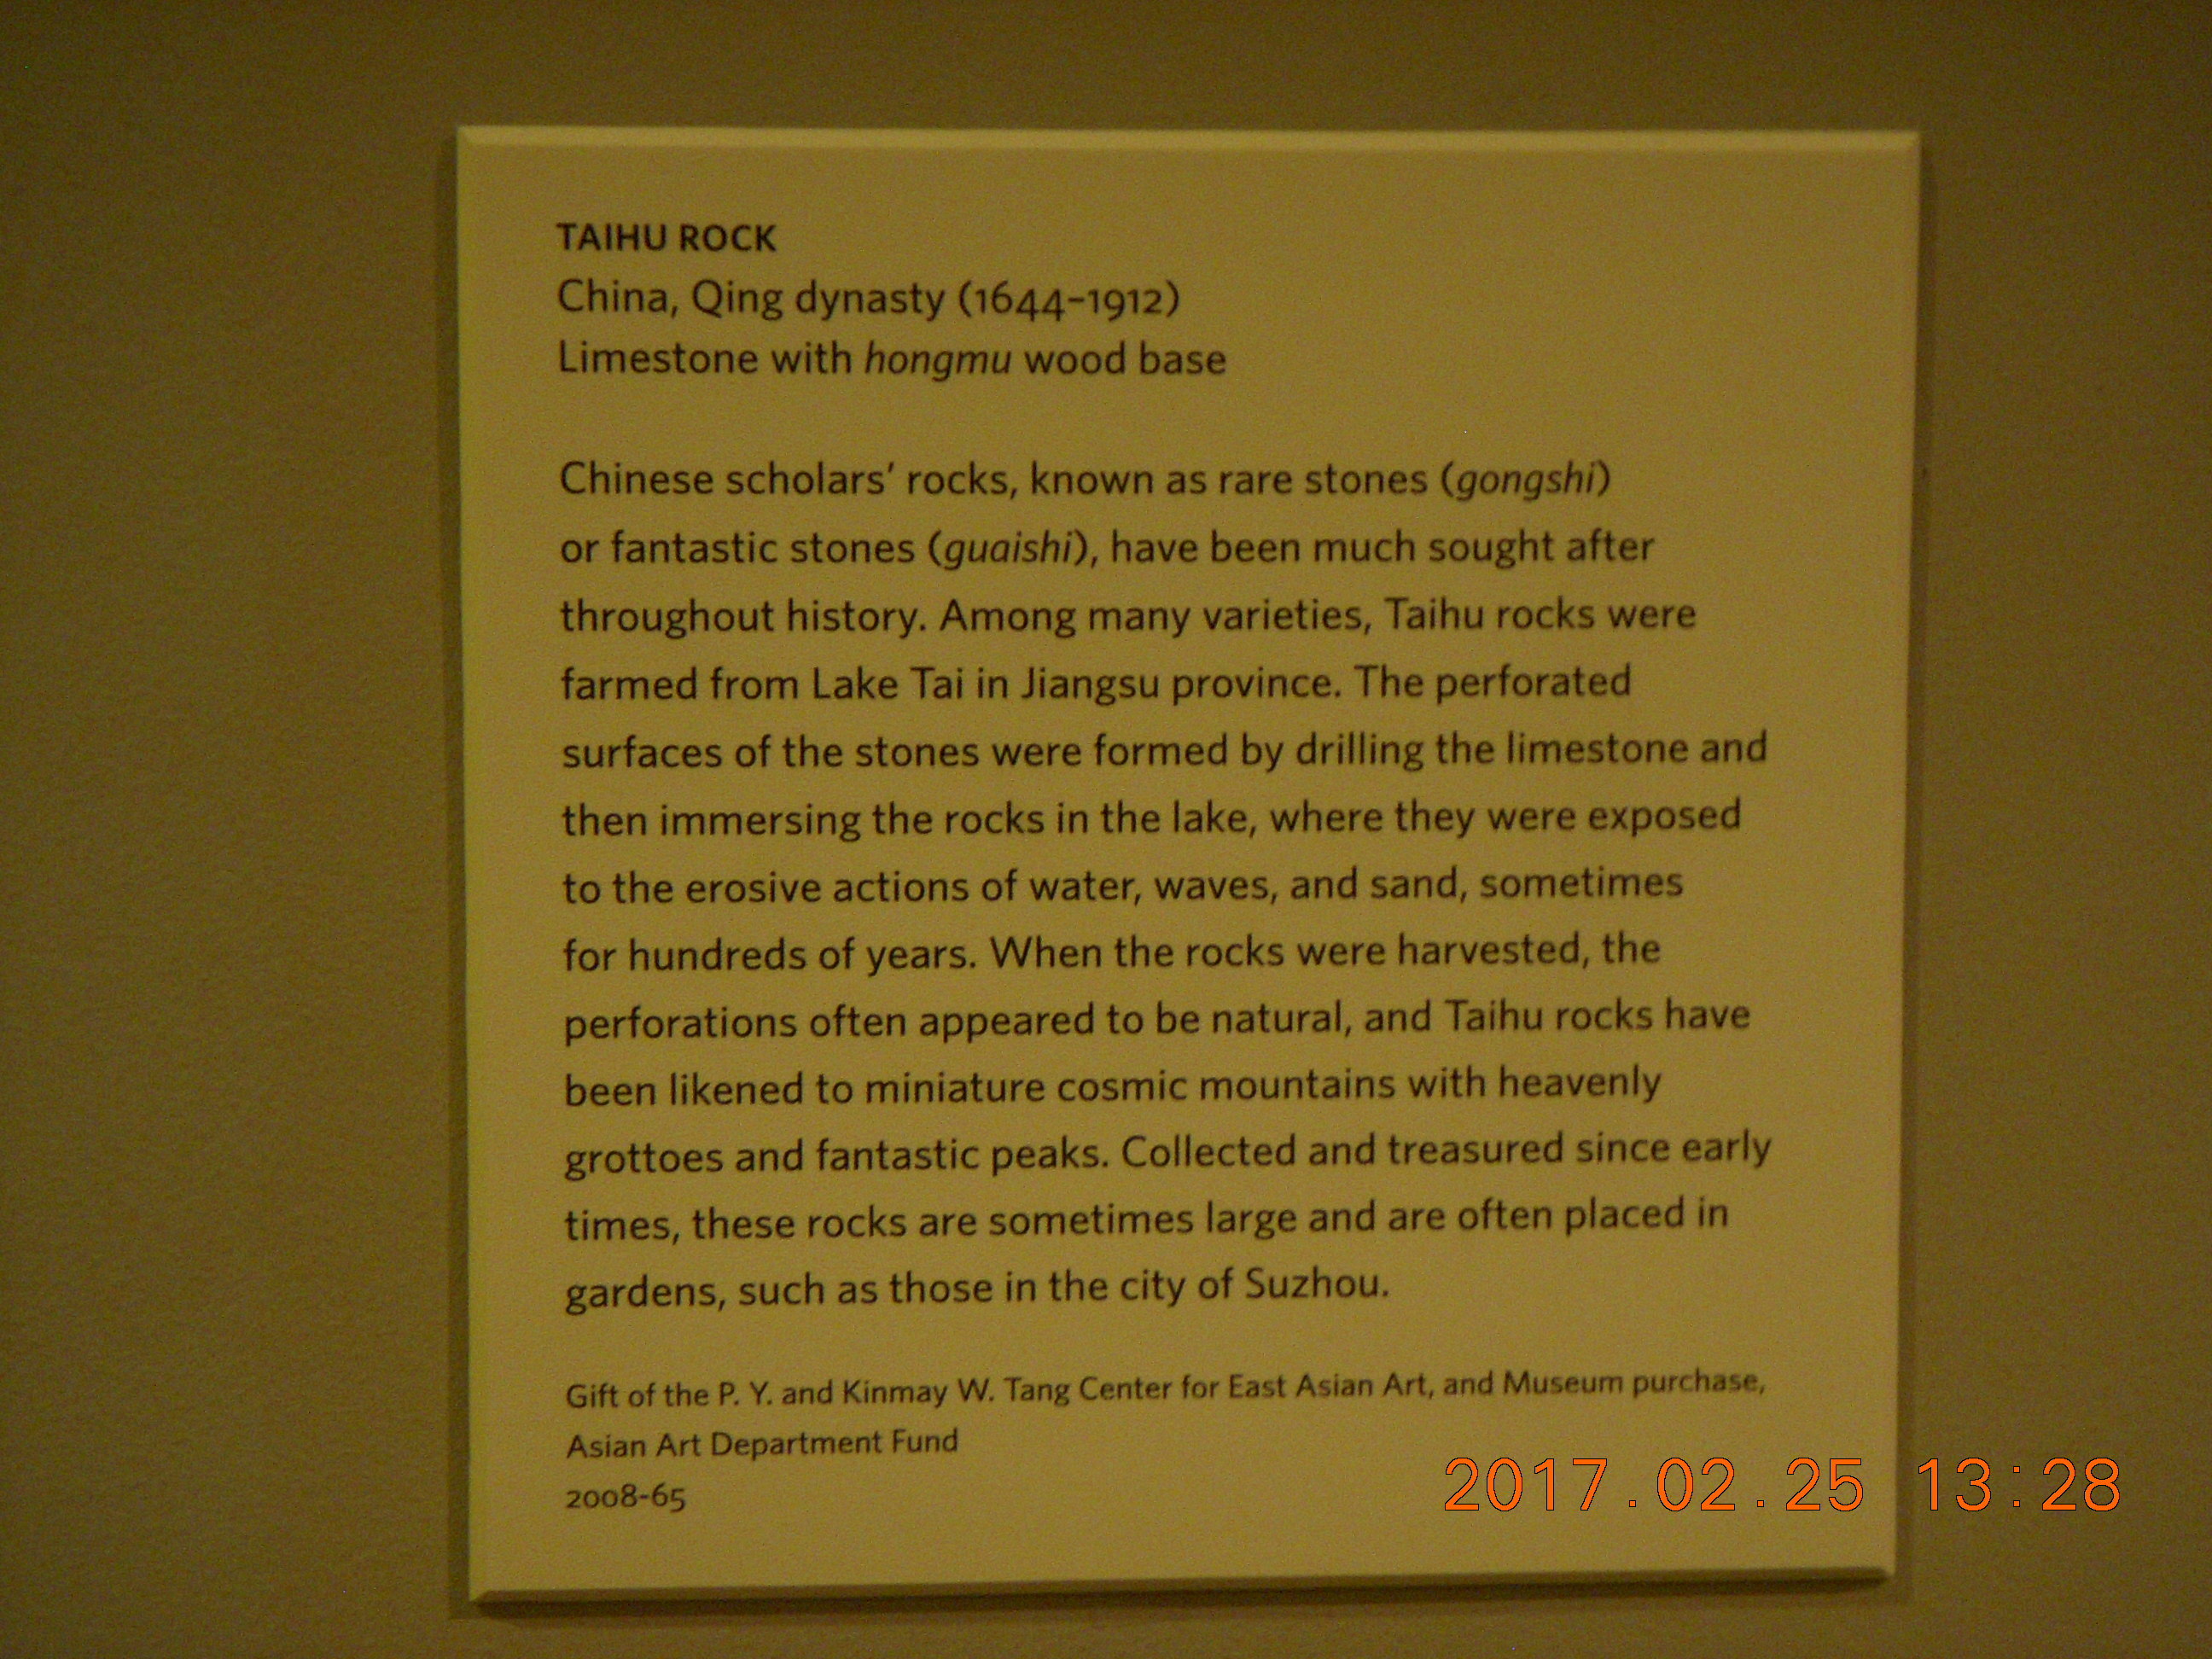 TAIHU ROCK
China, Qing dynasty (1644–1912)
Limestone with hongmu wood base
Chinese scholars’ rocks, known as rare stones (gongshi)
or fantastic stones (guaishi), have been much sought after
throughout history. Among many varieties, Taihu rocks were
farmed from Lake Tai in Jiangsu province. The perforated
surfaces of the stones were formed by drilling the limestone and
then immersing the rocks in the lake, where they were exposed
to the erosive actions of water, waves, and sand, sometimes
for hundreds of years. When the rocks were harvested, the
perforations often appeared to be natural, and Taihu rocks have
been likened to miniature cosmic mountains with heavenly
grottoes and fantastic peaks. Collected and treasured since early
times, these rocks are sometimes large and are often placed in
gardens, such as those in the city of Suzhou.
Gift of the P. Y. and Kinmay W. Tang Center for East Asian Art, and Museum purchase,
Asian Art Department Fund
2008-65
2017.02.25 13:28